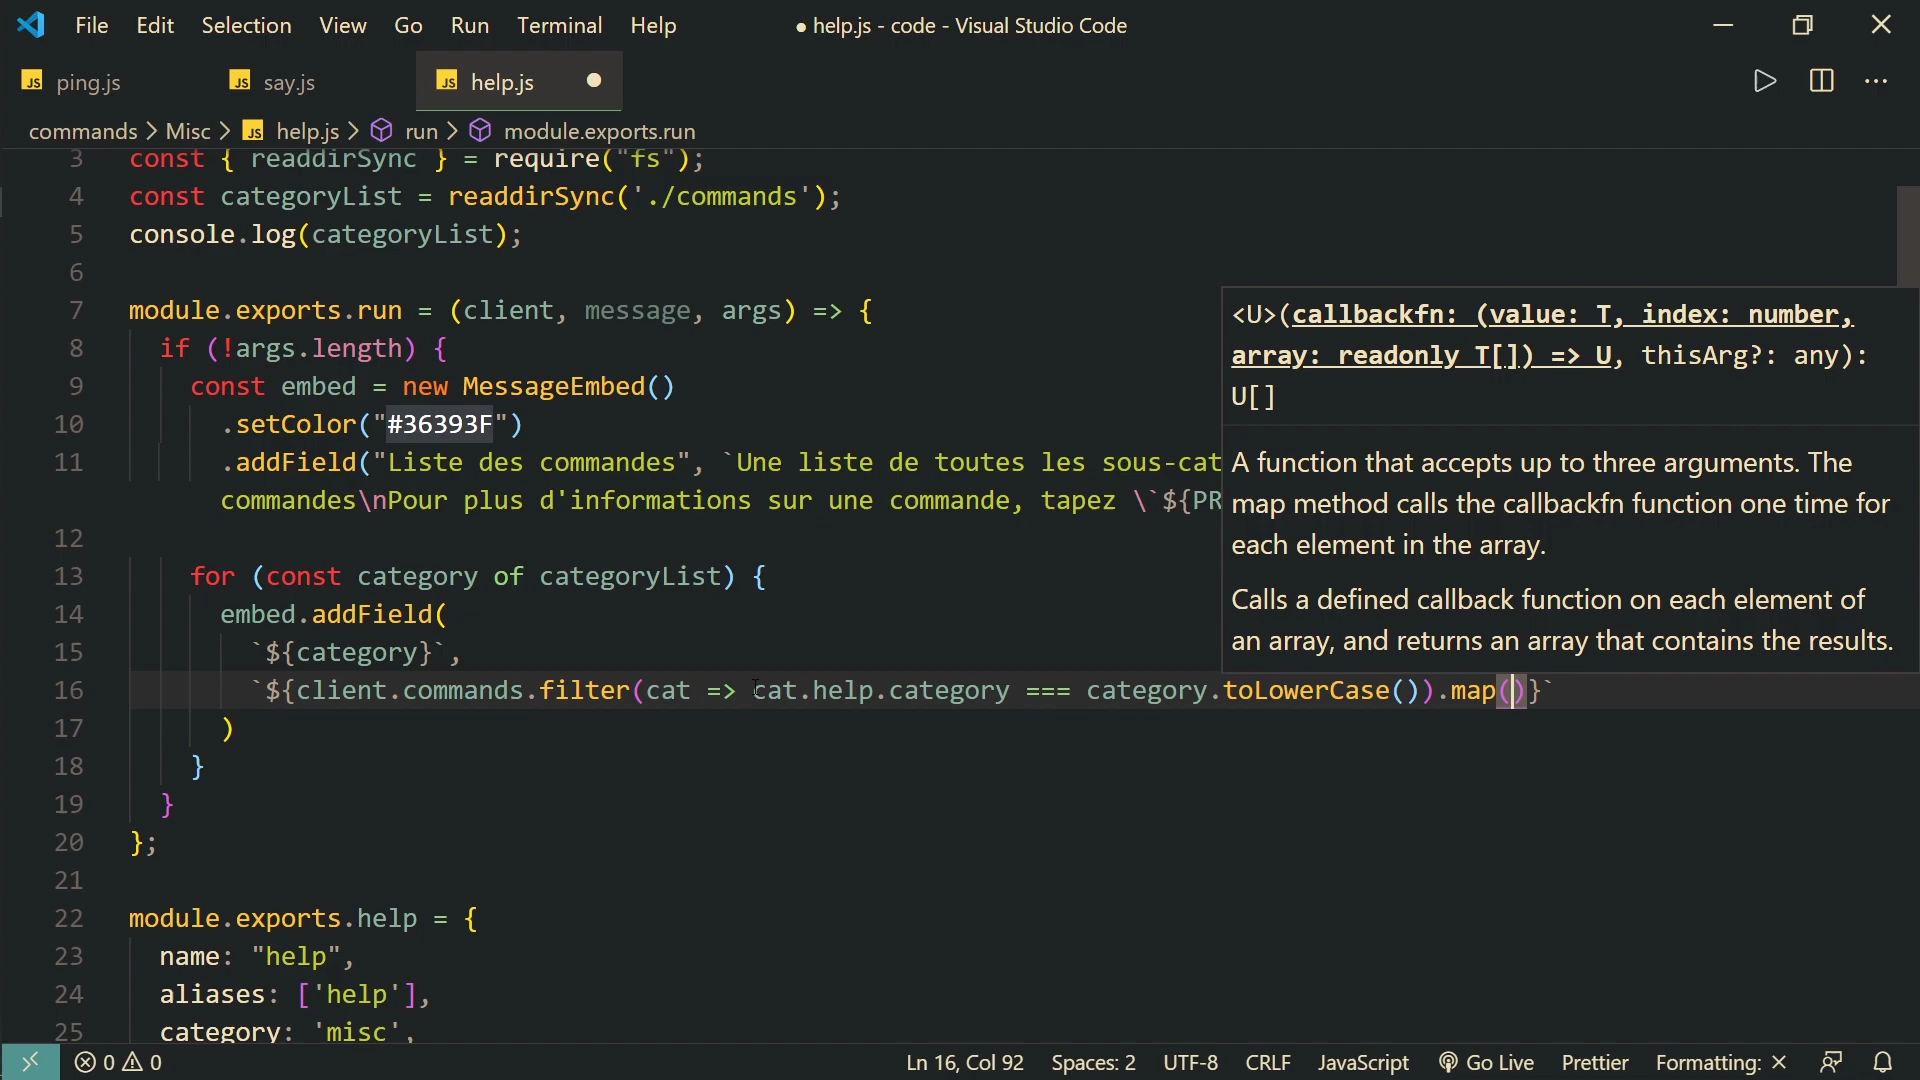 File Edit Selection View Go Run Terminal Help ● help.js - code - Visual Studio Code
JS ping.js JS say.js JS help.js
commands > Misc > JS help.js > run > module.exports.run
3 const { readdirSync } = require("fs");
4 const categoryList = readdirSync('./commands');
5 console.log(categoryList);
6
7 module.exports.run = (client, message, args) => {
8 if (!args.length) {
9 const embed = new MessageEmbed()
10 .setColor("#36393F")
11 .addField("Liste des commandes", `Une liste de toutes les sous-cat
commandes\nPour plus d'informations sur une commande, tapez \`${PR
12
13 for (const category of categoryList) {
14 embed.addField(
15 `${category}`,
16 `${client.commands.filter(cat => cat.help.category === category.toLowerCase()).map()}`
17 )
18 }
19 }
20 };
21
22 module.exports.help = {
23 name: "help",
24 aliases: ['help'],
25 category: 'misc',
<U>(callbackfn: (value: T, index: number,
array: readonly T[]) => U, thisArg?: any):
U[]
A function that accepts up to three arguments. The
map method calls the callbackfn function one time for
each element in the array.
Calls a defined callback function on each element of
an array, and returns an array that contains the results.
0 0 Ln 16, Col 92 Spaces: 2 UTF-8 CRLF JavaScript Go Live Prettier Formatting: ×